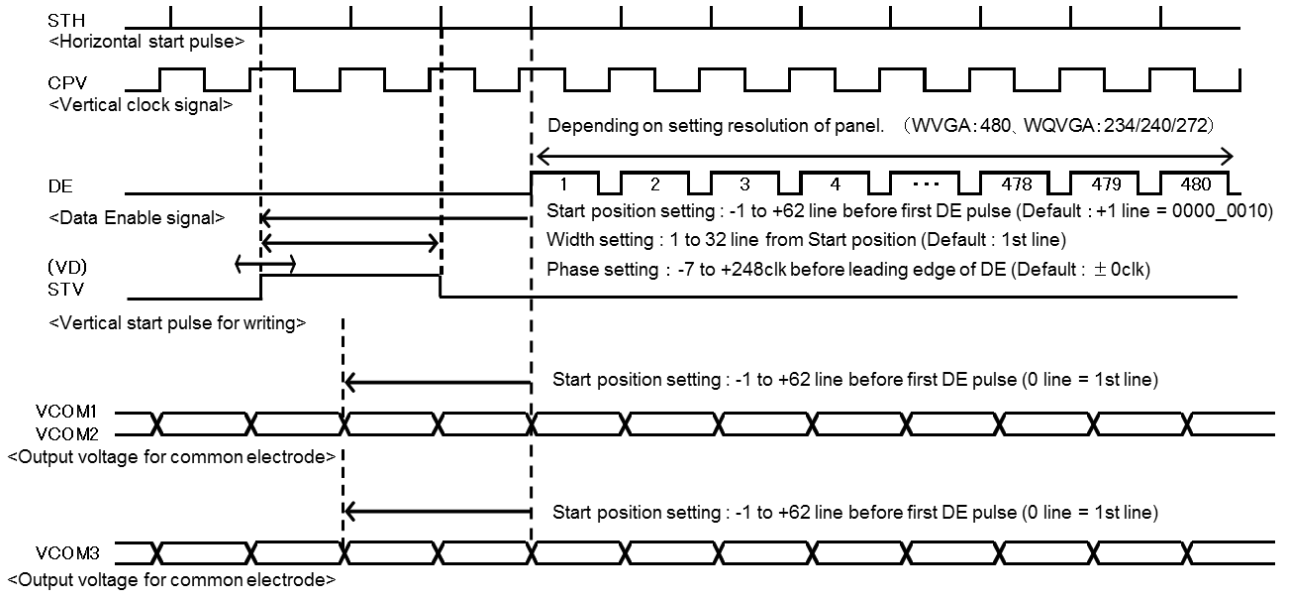 STH
<Horizontal start pulse>
CPV
<Vertical clock signal>
Depending on setting resolution of panel. （WVGA：480、WQVGA：234/240/272）
DE
1 2 3 4 ･･･ 478 479 480
<Data Enable signal>
Start position setting : -1 to +62 line before first DE pulse (Default : +1 line = 0000_0010)
Width setting : 1 to 32 line from Start position (Default : 1st line)
(VD)
STV
Phase setting : -7 to +248clk before leading edge of DE (Default : ±0clk)
<Vertical start pulse for writing>
Start position setting : -1 to +62 line before first DE pulse (0 line = 1st line)
VCOM1
VCOM2
<Output voltage for common electrode>
Start position setting : -1 to +62 line before first DE pulse (0 line = 1st line)
VCOM3
<Output voltage for common electrode>